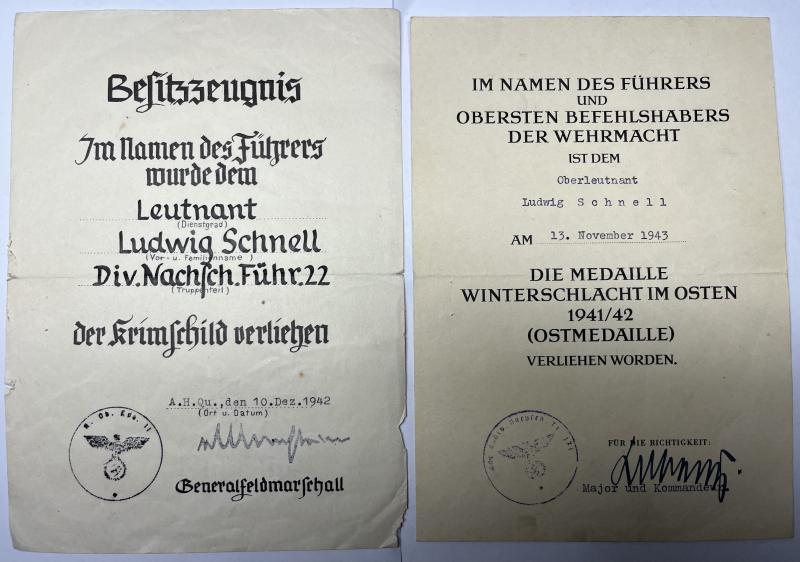 Besitzzeugnis
Im Namen des Führers
wurde dem
Leutnant
(Dienstgrad)
Ludwig Schnell
(Vor- u. Familienname)
Div.Nachsch.Führ.22
(Truppenteil)
der Krimschild verliehen
A.H.Qu.,den 10.Dez.1942
(Ort u. Datum)
Generalfeldmarschall
IM NAMEN DES FÜHRERS
UND
OBERSTEN BEFEHLSHABERS
DER WEHRMACHT
IST DEM
Oberleutnant
Ludwig Schnell
AM 13. November 1943
DIE MEDAILLE
WINTERSCHLACHT IM OSTEN
1941/42
(OSTMEDAILLE)
VERLIEHEN WORDEN.
FÜR DIE RICHTIGKEIT:
Major und Kommandeur.